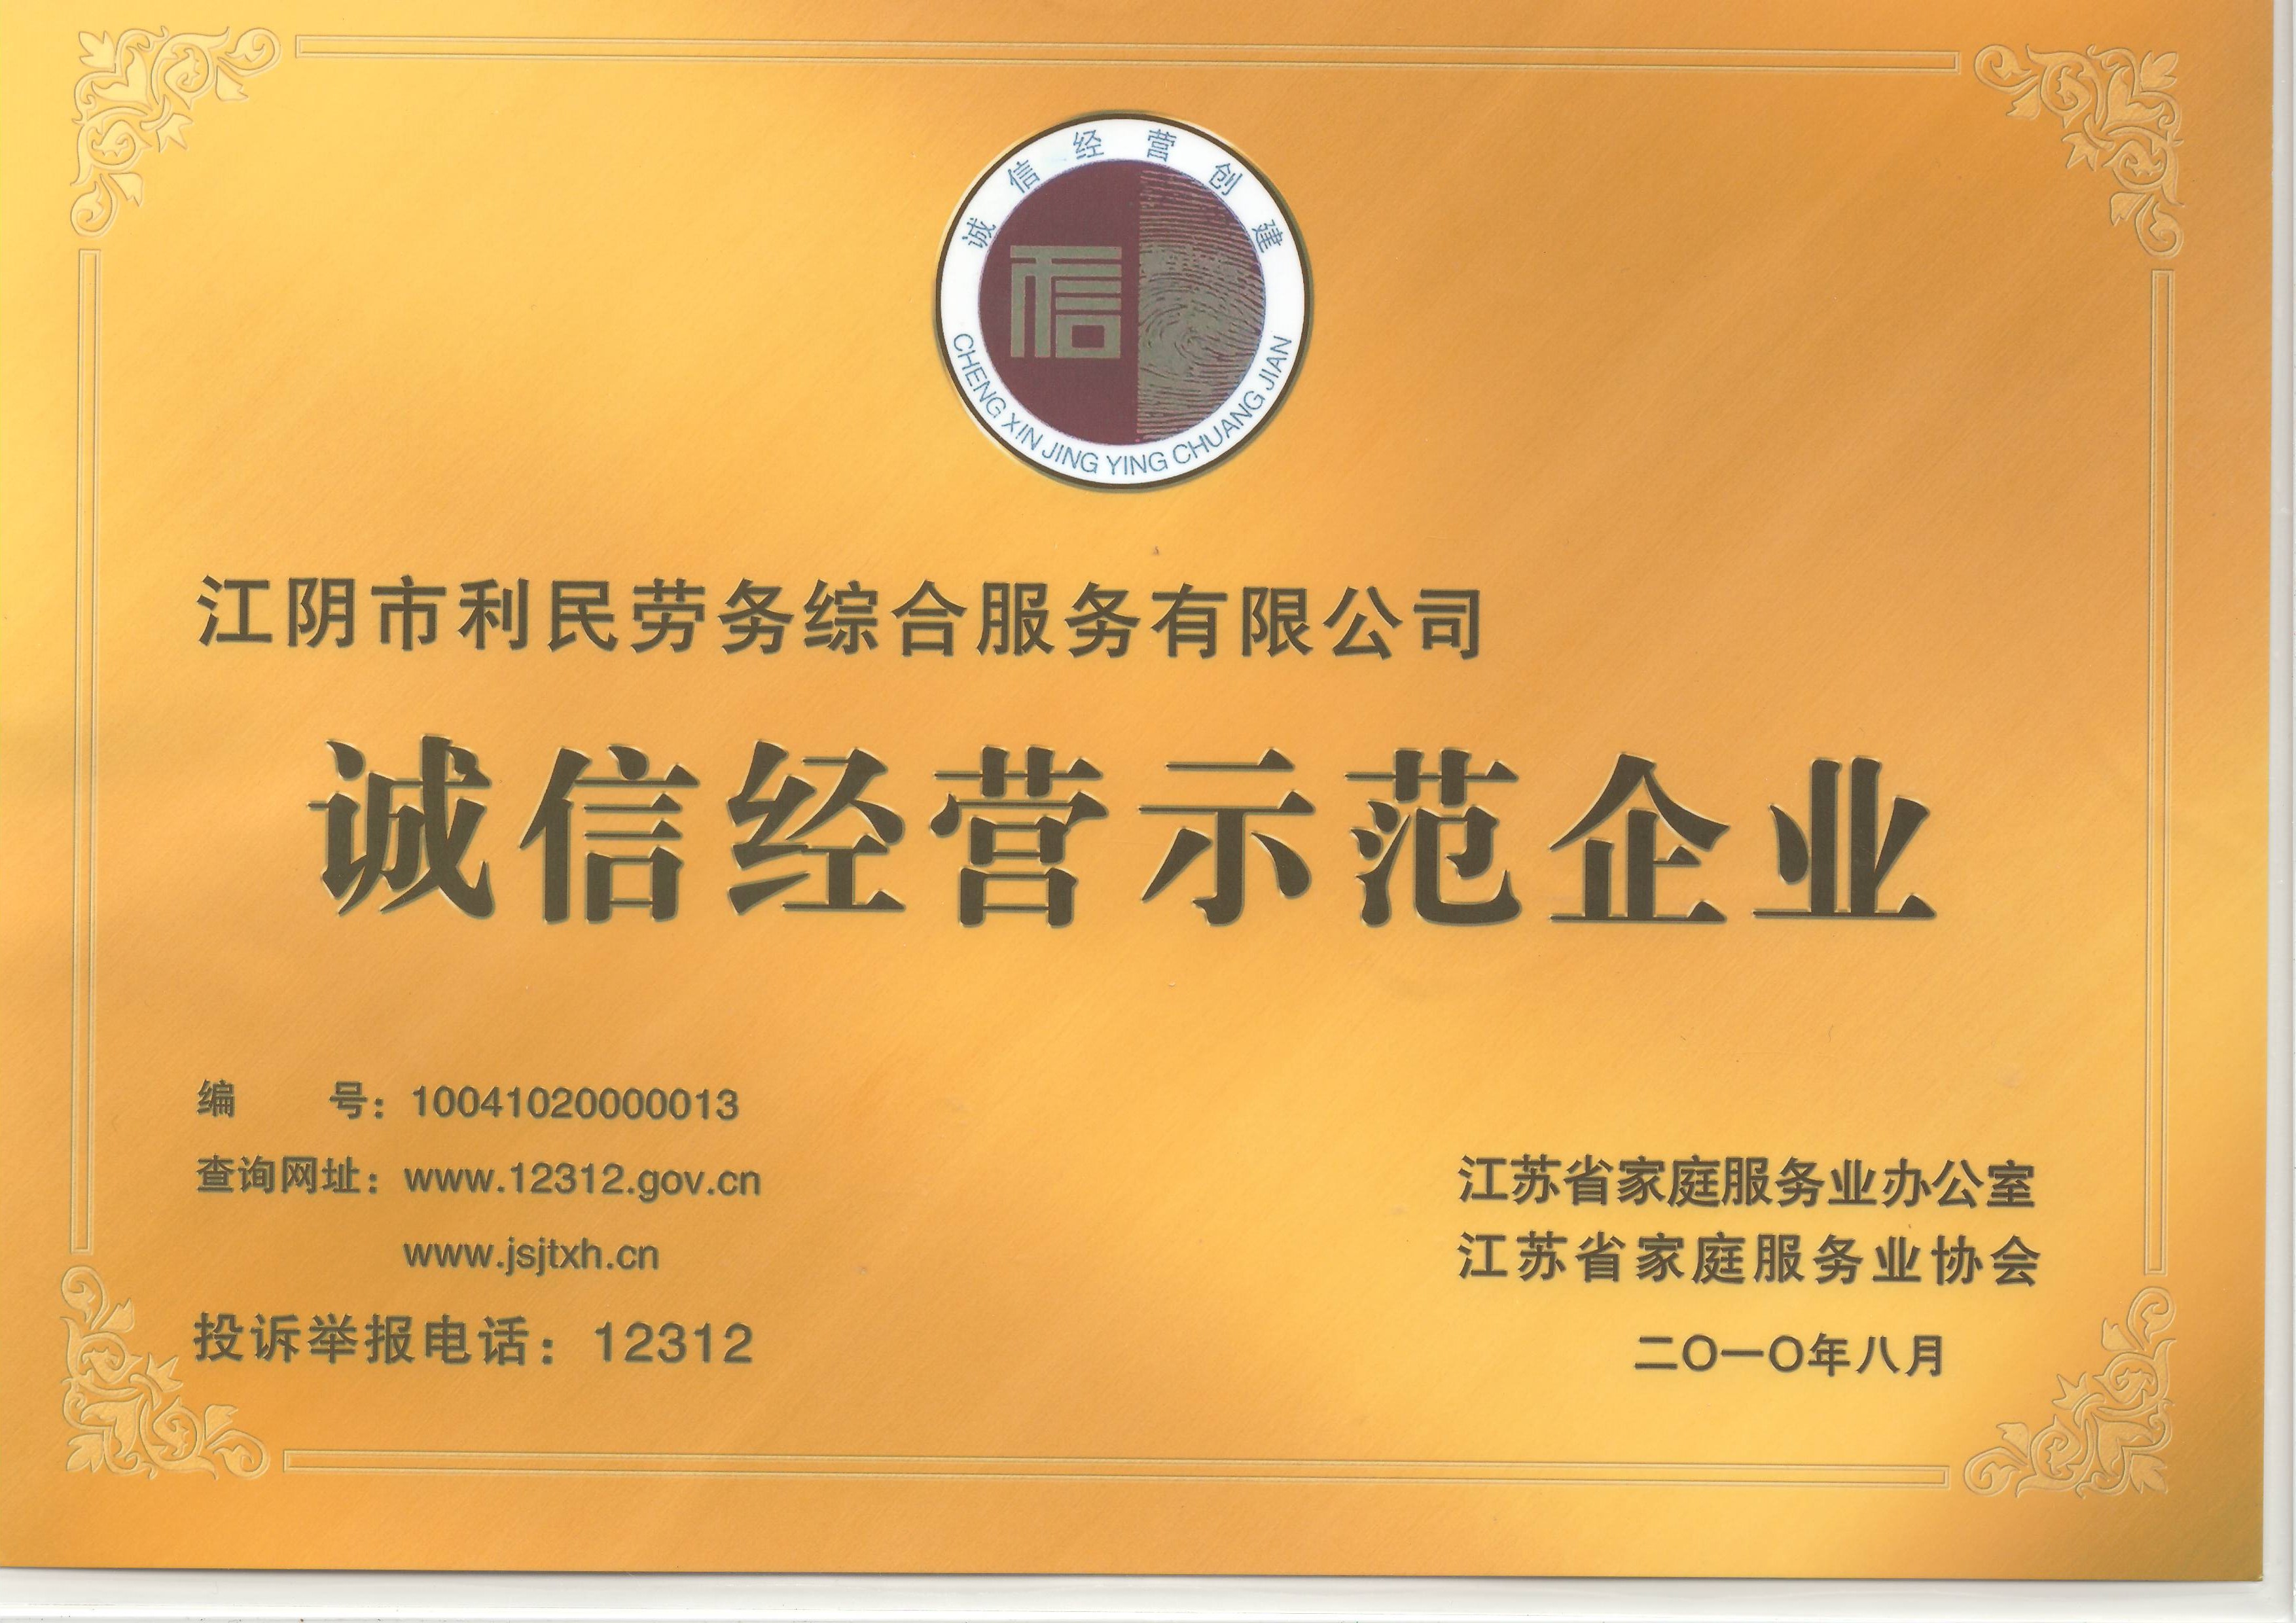 诚信经营创建
信
CHENG XIN JING YING CHUANG JIAN
江阴市利民劳务综合服务有限公司
诚信经营示范企业
编 号：10041020000013
查询网址：www.12312.gov.cn
www.jsjtxh.cn
投诉举报电话：12312
江苏省家庭服务业办公室
江苏省家庭服务业协会
二〇一〇年八月